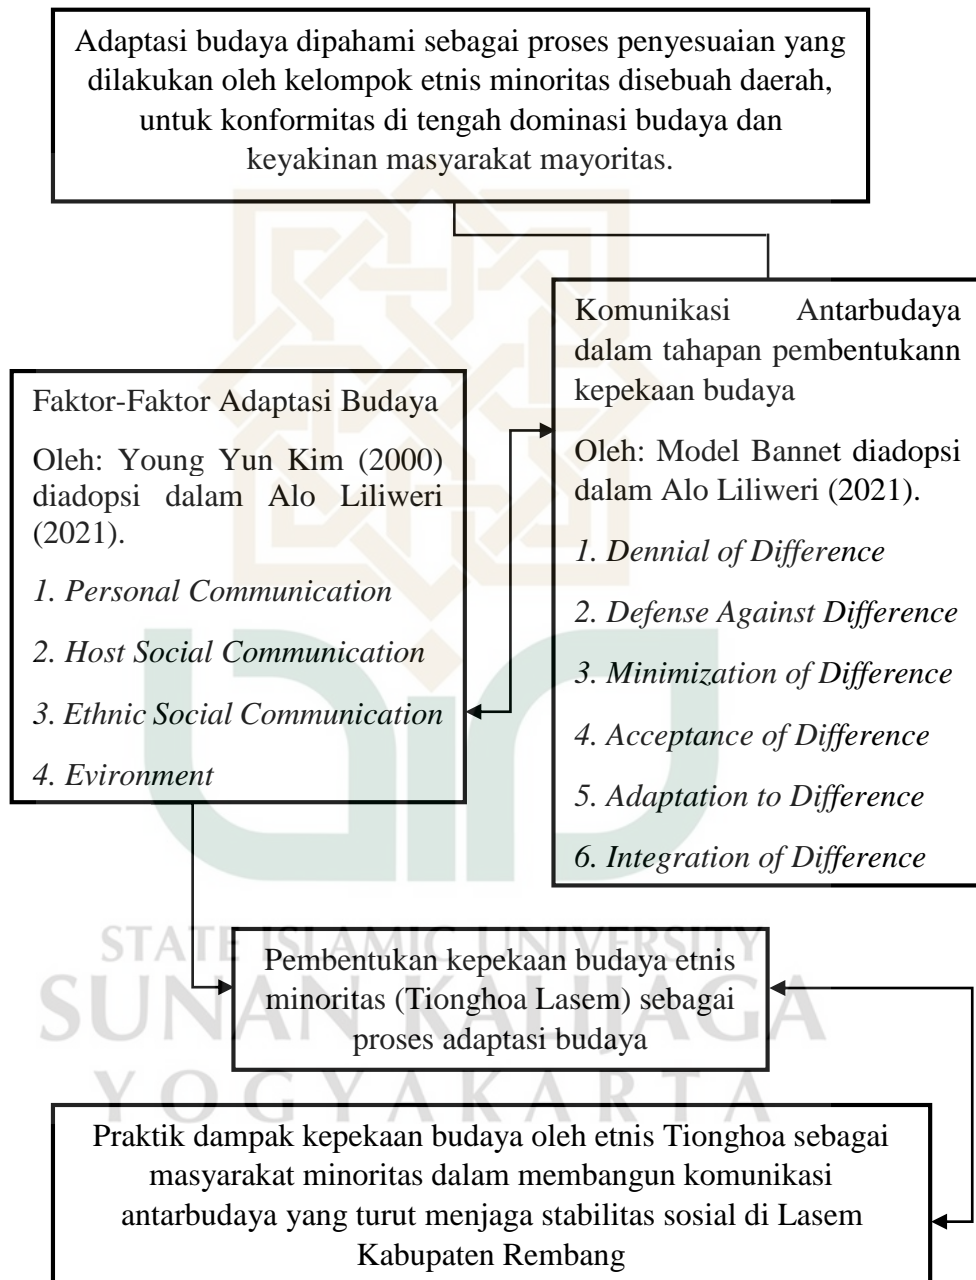 Adaptasi budaya dipahami sebagai proses penyesuaian yang
dilakukan oleh kelompok etnis minoritas disebuah daerah,
untuk konformitas di tengah dominasi budaya dan
keyakinan masyarakat mayoritas.
Faktor-Faktor Adaptasi Budaya
Oleh: Young Yun Kim (2000)
diadopsi dalam Alo Liliweri
(2021).
1. Personal Communication
2. Host Social Communication
3. Ethnic Social Communication
4. Evironment
Komunikasi Antarbudaya
dalam tahapan pembentukann
kepekaan budaya
Oleh: Model Bannet diadopsi
dalam Alo Liliweri (2021).
1. Dennial of Difference
2. Defense Against Difference
3. Minimization of Difference
4. Acceptance of Difference
5. Adaptation to Difference
6. Integration of Difference
STATE ISLAMIC UNIVERSITY
SUNAN KALIJAGA
YOGYAKARTA
Pembentukan kepekaan budaya etnis
minoritas (Tionghoa Lasem) sebagai
proses adaptasi budaya
Praktik dampak kepekaan budaya oleh etnis Tionghoa sebagai
masyarakat minoritas dalam membangun komunikasi
antarbudaya yang turut menjaga stabilitas sosial di Lasem
Kabupaten Rembang